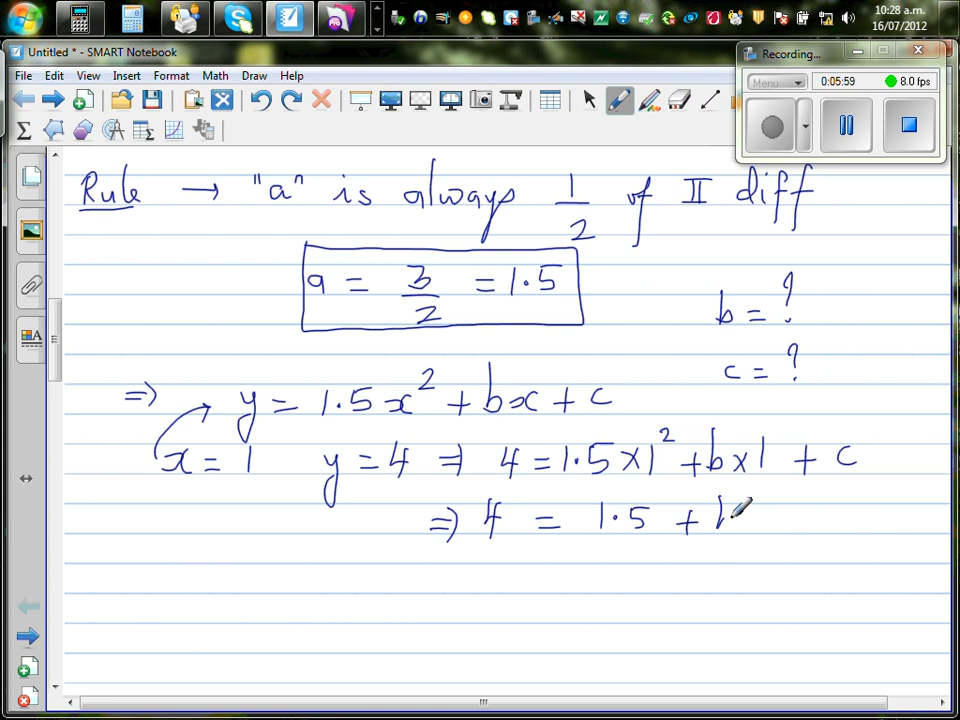 10:28 a.m.
16/07/2012
Untitled * - SMART Notebook
File Edit View Insert Format Math Draw Help
Recording...
Menu 0:05:59 8.0 fps
Rule → "a" is always 1/2 of II diff
a = 3/2 = 1.5
b = ?
c = ?
⇒ y = 1.5x² + bx + c
x = 1 y = 4 ⇒ 4 = 1.5×1² + b×1 + c
⇒ 4 = 1.5 +